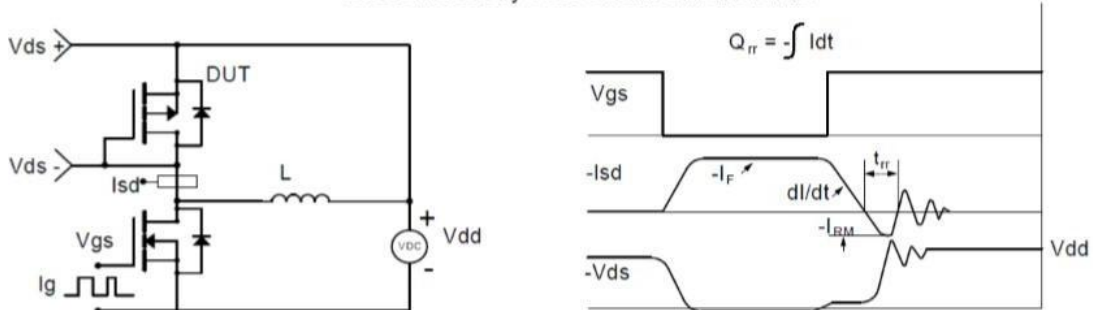 Vds +
DUT
Vds -
Isd
L
Vgs
Ig
VDC
+
Vdd
-
Qrr = -∫ Idt
Vgs
-Isd
-IF
dI/dt
trr
-IRM
-Vds
Vdd